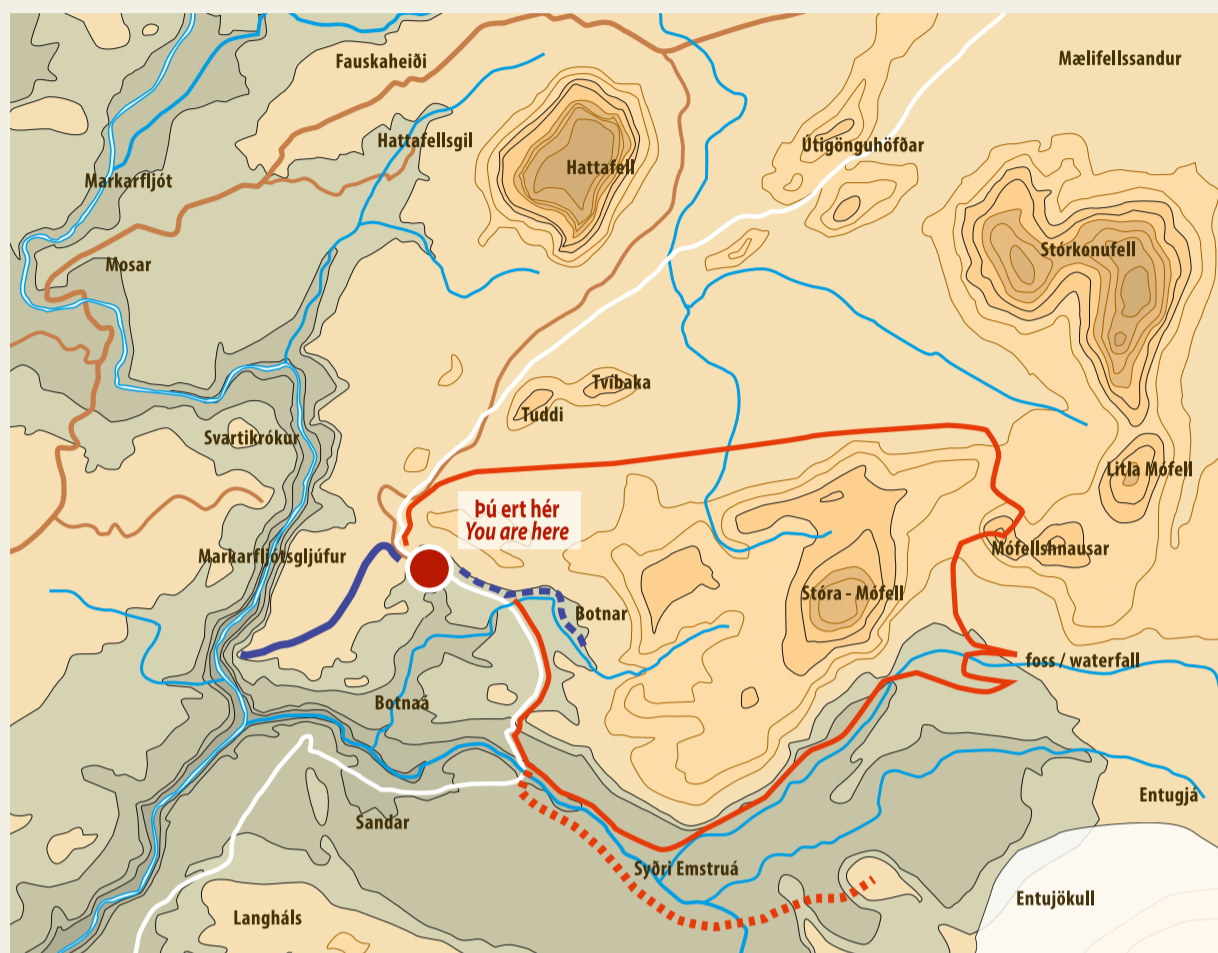 Fauskaheiði
Mælifellssandur
Hattafellsgil
Útigönguhöfðar
Hattafell
Markarfljót
Stórkonufell
Mosar
Tvíbaka
Tuddi
Svartikrókur
Litla Mófell
Þú ert hér
You are here
Markarfljótsgljúfur
Mófellshnausar
Stóra - Mófell
Botnar
foss / waterfall
Botnaá
Entugjá
Sandar
Syðri Emstruá
Entujökull
Langháls